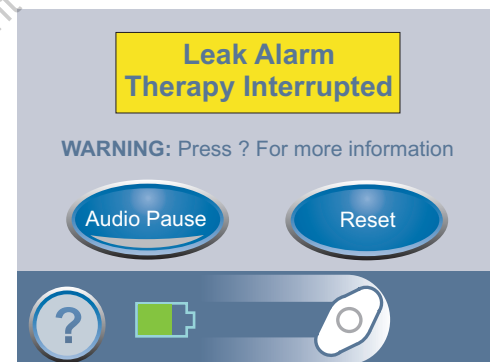 Leak Alarm
Therapy Interrupted
WARNING: Press ? For more information
Audio Pause
Reset
?